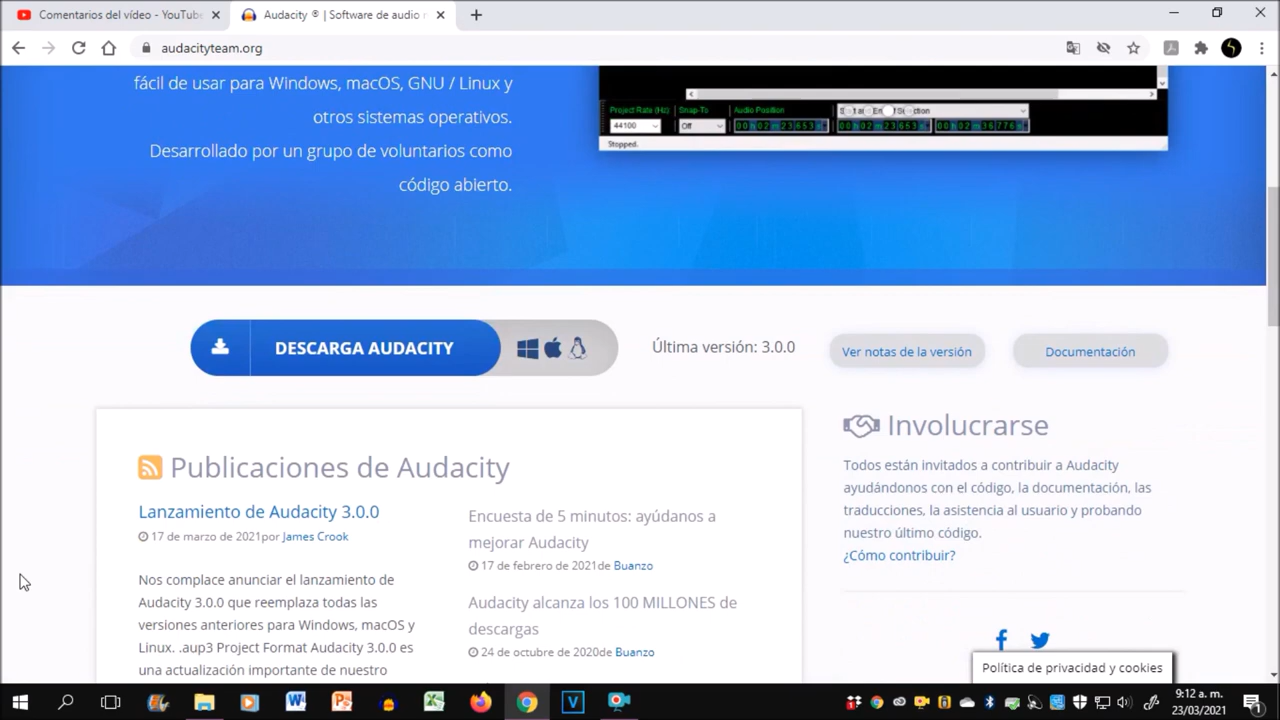 Comentarios del vídeo - YouTube
Audacity ® | Software de audio
audacityteam.org
fácil de usar para Windows, macOS, GNU / Linux y
otros sistemas operativos.
Desarrollado por un grupo de voluntarios como
código abierto.
Project Rate (Hz)
Snap-To
Audio Position
44100
Off
Stopped.
DESCARGA AUDACITY
Última versión: 3.0.0
Ver notas de la versión
Documentación
Publicaciones de Audacity
Lanzamiento de Audacity 3.0.0
17 de marzo de 2021por James Crook
Nos complace anunciar el lanzamiento de
Audacity 3.0.0 que reemplaza todas las
versiones anteriores para Windows, macOS y
Linux. .aup3 Project Format Audacity 3.0.0 es
una actualización importante de nuestro
Encuesta de 5 minutos: ayúdanos a
mejorar Audacity
17 de febrero de 2021de Buanzo
Audacity alcanza los 100 MILLONES de
descargas
24 de octubre de 2020de Buanzo
Involucrarse
Todos están invitados a contribuir a Audacity
ayudándonos con el código, la documentación, las
traducciones, la asistencia al usuario y probando
nuestro último código.
¿Cómo contribuir?
Política de privacidad y cookies
9:12 a. m.
23/03/2021